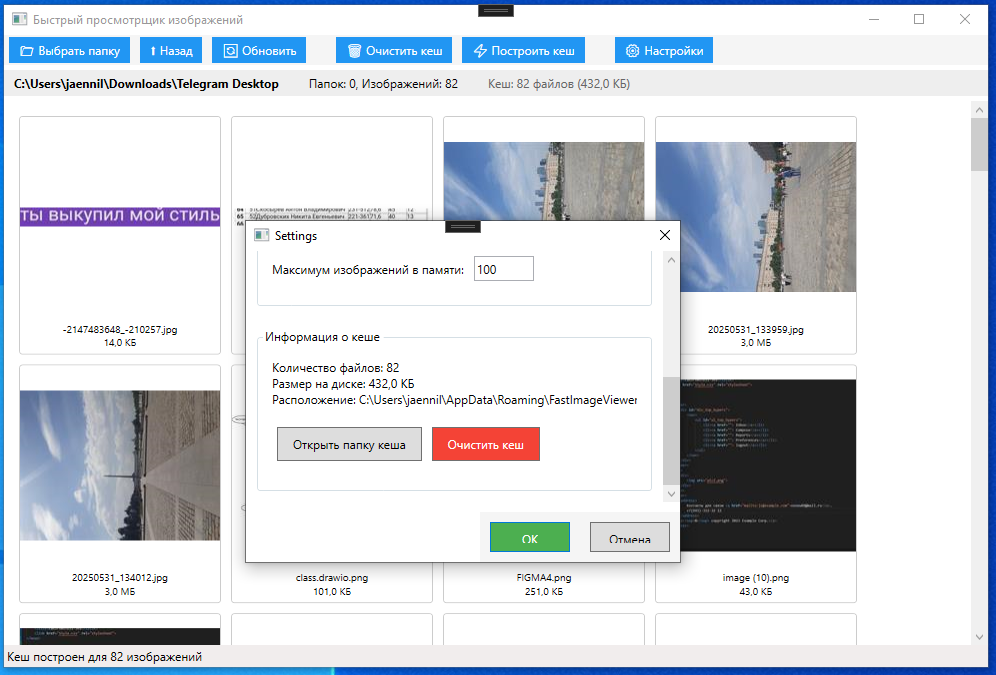 Быстрый просмотрщик изображений
Выбрать папку
Назад
Обновить
Очистить кеш
Построить кеш
Настройки
C:\Users\jaennil\Downloads\Telegram Desktop
Папок: 0, Изображений: 82
Кеш: 82 файлов (432,0 КБ)
ты выкупил мой стиль
-2147483648_-210257.jpg
14,0 КБ
20250531_133959.jpg
3,0 МБ
Settings
Максимум изображений в памяти:
100
Информация о кеше
Количество файлов: 82
Размер на диске: 432,0 КБ
Расположение: C:\Users\jaennil\AppData\Roaming\FastImageViewer
Открыть папку кеша
Очистить кеш
OK
Отмена
20250531_134012.jpg
3,0 МБ
class.drawio.png
101,0 КБ
FIGMA4.png
251,0 КБ
image (10).png
43,0 КБ
Кеш построен для 82 изображений